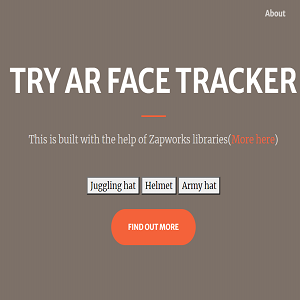 About
TRY AR FACE TRACKER
This is built with the help of Zapworks libraries(More here)
Juggling hat Helmet Army hat
FIND OUT MORE